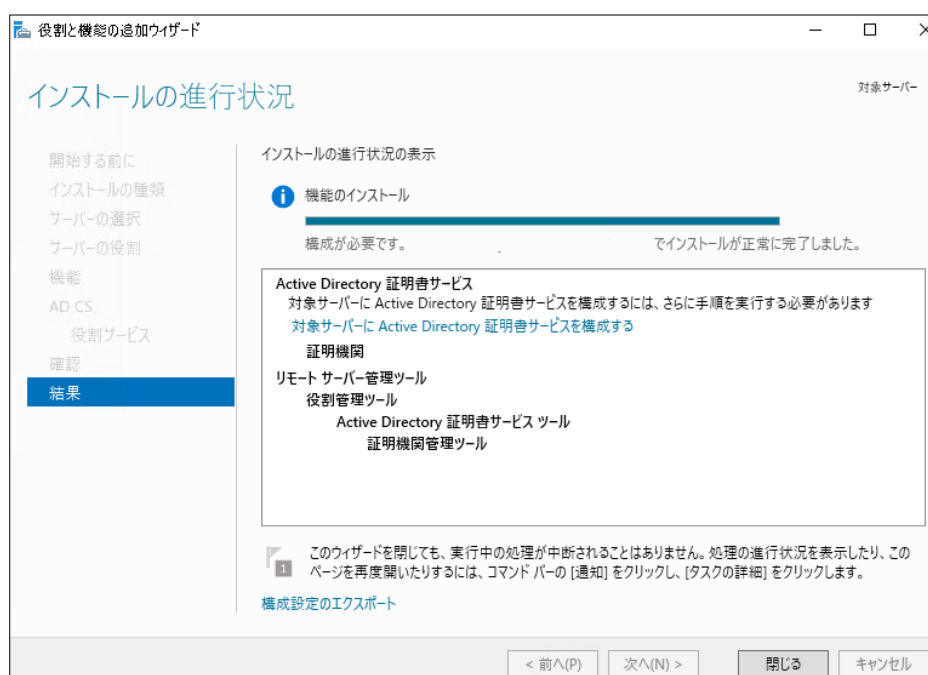 役割と機能の追加ウィザード
インストールの進行状況
対象サーバー
開始する前に
インストールの種類
サーバーの選択
サーバーの役割
機能
AD CS
役割サービス
確認
結果
インストールの進行状況の表示
機能のインストール
構成が必要です。 でインストールが正常に完了しました。
Active Directory 証明書サービス
対象サーバーに Active Directory 証明書サービスを構成するには、さらに手順を実行する必要があります
対象サーバーに Active Directory 証明書サービスを構成する
証明機関
リモート サーバー管理ツール
役割管理ツール
Active Directory 証明書サービス ツール
証明機関管理ツール
1
このウィザードを閉じても、実行中の処理が中断されることはありません。処理の進行状況を表示したり、この
ページを再度開いたりするには、コマンド バーの [通知] をクリックし、[タスクの詳細] をクリックします。
構成設定のエクスポート
< 前へ(P)
次へ(N) >
閉じる
キャンセル